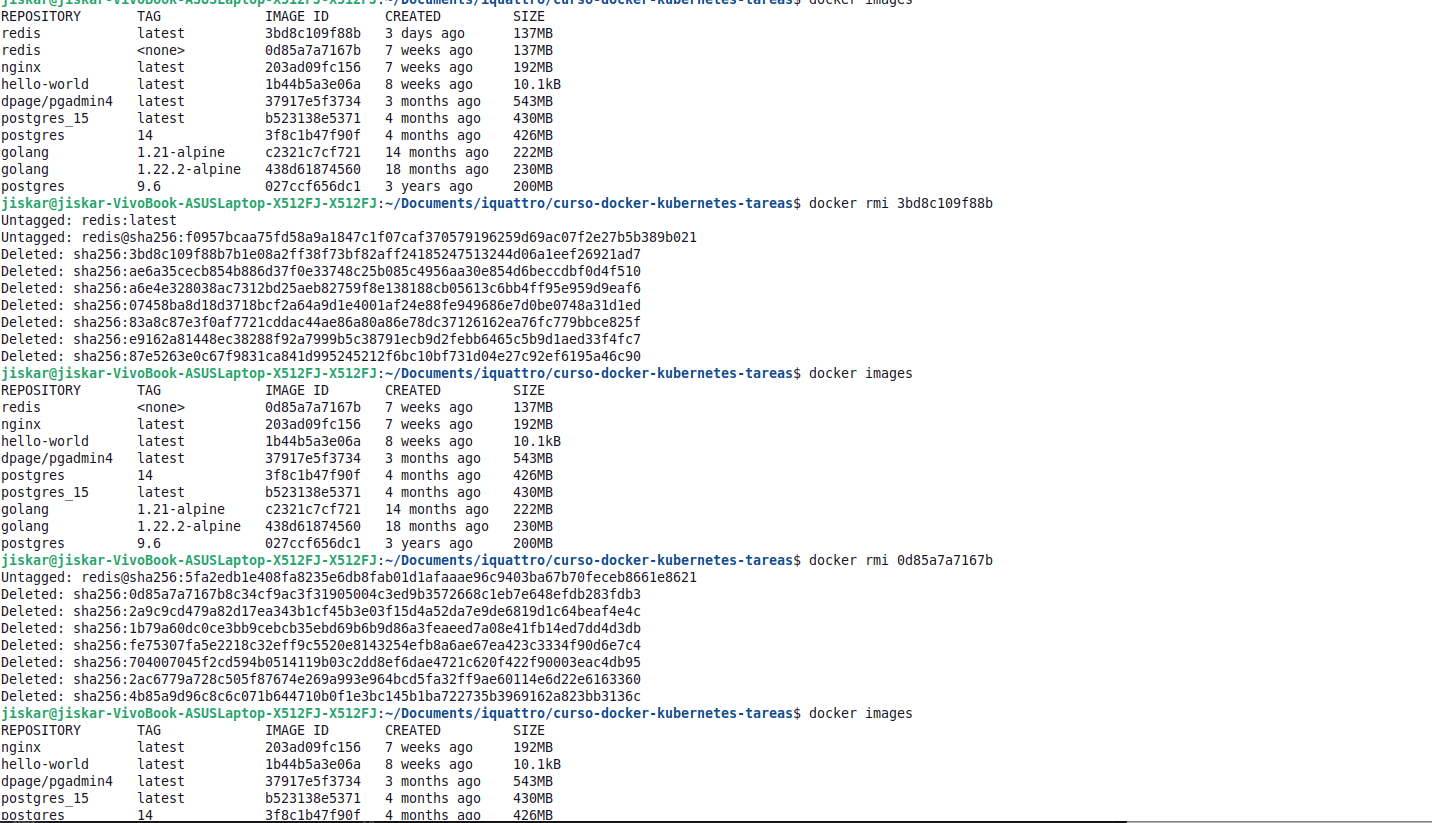 jiskar@jiskar-VivoBook-ASUSLaptop-X512FJ-X512FJ:~/Documents/iquattro/curso-docker-kubernetes-tareas$ docker images
REPOSITORY       TAG             IMAGE ID       CREATED         SIZE
redis            latest          3bd8c109f88b   3 days ago      137MB
redis            <none>          0d85a7a7167b   7 weeks ago     137MB
nginx            latest          203ad09fc156   7 weeks ago     192MB
hello-world      latest          1b44b5a3e06a   8 weeks ago     10.1kB
dpage/pgadmin4   latest          37917e5f3734   3 months ago    543MB
postgres_15      latest          b523138e5371   4 months ago    430MB
postgres         14              3f8c1b47f90f   4 months ago    426MB
golang           1.21-alpine     c2321c7cf721   14 months ago   222MB
golang           1.22.2-alpine   438d61874560   18 months ago   230MB
postgres         9.6             027ccf656dc1   3 years ago     200MB
jiskar@jiskar-VivoBook-ASUSLaptop-X512FJ-X512FJ:~/Documents/iquattro/curso-docker-kubernetes-tareas$ docker rmi 3bd8c109f88b
Untagged: redis:latest
Untagged: redis@sha256:f0957bcaa75fd58a9a1847c1f07caf370579196259d69ac07f2e27b5b389b021
Deleted: sha256:3bd8c109f88b7b1e08a2ff38f73bf82aff24185247513244d06a1eef26921ad7
Deleted: sha256:ae6a35cecb854b886d37f0e33748c25b085c4956aa30e854d6beccdbf0d4f510
Deleted: sha256:a6e4e328038ac7312bd25aeb82759f8e138188cb05613c6bb4ff95e959d9eaf6
Deleted: sha256:07458ba8d18d3718bcf2a64a9d1e4001af24e88fe949686e7d0be0748a31d1ed
Deleted: sha256:83a8c87e3f0af7721cddac44ae86a80a86e78dc37126162ea76fc779bbce825f
Deleted: sha256:e9162a81448ec38288f92a7999b5c38791ecb9d2febb6465c5b9d1aed33f4fc7
Deleted: sha256:87e5263e0c67f9831ca841d995245212f6bc10bf731d04e27c92ef6195a46c90
jiskar@jiskar-VivoBook-ASUSLaptop-X512FJ-X512FJ:~/Documents/iquattro/curso-docker-kubernetes-tareas$ docker images
REPOSITORY       TAG             IMAGE ID       CREATED         SIZE
redis            <none>          0d85a7a7167b   7 weeks ago     137MB
nginx            latest          203ad09fc156   7 weeks ago     192MB
hello-world      latest          1b44b5a3e06a   8 weeks ago     10.1kB
dpage/pgadmin4   latest          37917e5f3734   3 months ago    543MB
postgres         14              3f8c1b47f90f   4 months ago    426MB
postgres_15      latest          b523138e5371   4 months ago    430MB
golang           1.21-alpine     c2321c7cf721   14 months ago   222MB
golang           1.22.2-alpine   438d61874560   18 months ago   230MB
postgres         9.6             027ccf656dc1   3 years ago     200MB
jiskar@jiskar-VivoBook-ASUSLaptop-X512FJ-X512FJ:~/Documents/iquattro/curso-docker-kubernetes-tareas$ docker rmi 0d85a7a7167b
Untagged: redis@sha256:5fa2edb1e408fa8235e6db8fab01d1afaaae96c9403ba67b70feceb8661e8621
Deleted: sha256:0d85a7a7167b8c34cf9ac3f31905004c3ed9b3572668c1eb7e648efdb283fdb3
Deleted: sha256:2a9c9cd479a82d17ea343b1cf45b3e03f15d4a52da7e9de6819d1c64beaf4e4c
Deleted: sha256:1b79a60dc0ce3bb9cebcb35ebd69b6b9d86a3feaeed7a08e41fb14ed7dd4d3db
Deleted: sha256:fe75307fa5e2218c32eff9c5520e8143254efb8a6ae67ea423c3334f90d6e7c4
Deleted: sha256:704007045f2cd594b0514119b03c2dd8ef6dae4721c620f422f90003eac4db95
Deleted: sha256:2ac6779a728c505f87674e269a993e964bcd5fa32ff9ae60114e6d22e6163360
Deleted: sha256:4b85a9d96c8c6c071b644710b0f1e3bc145b1ba722735b3969162a823bb3136c
jiskar@jiskar-VivoBook-ASUSLaptop-X512FJ-X512FJ:~/Documents/iquattro/curso-docker-kubernetes-tareas$ docker images
REPOSITORY       TAG             IMAGE ID       CREATED         SIZE
nginx            latest          203ad09fc156   7 weeks ago     192MB
hello-world      latest          1b44b5a3e06a   8 weeks ago     10.1kB
dpage/pgadmin4   latest          37917e5f3734   3 months ago    543MB
postgres_15      latest          b523138e5371   4 months ago    430MB
postgres         14              3f8c1b47f90f   4 months ago    426MB